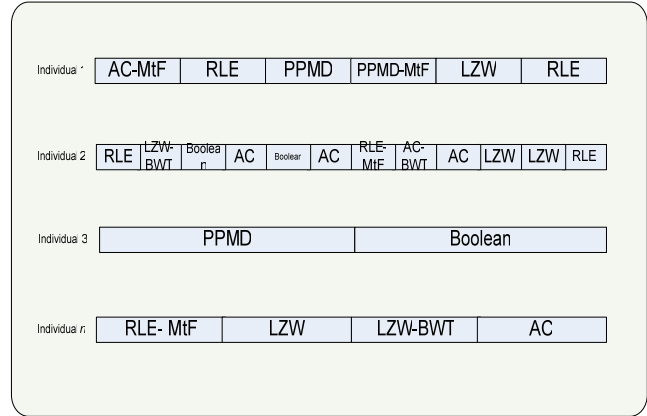 Individual 1 AC-MtF RLE PPMD PPMD-MtF LZW RLE
Individual 2 RLE LZW-BWT Boolean AC Boolean AC RLE-MtF AC-BWT AC LZW LZW RLE
Individual 3 PPMD Boolean
Individual n RLE- MtF LZW LZW-BWT AC